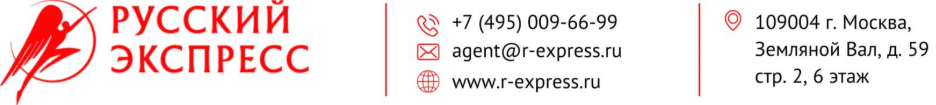 РУССКИЙ
ЭКСПРЕСС
+7 (495) 009-66-99
agent@r-express.ru
www.r-express.ru
109004 г. Москва,
Земляной Вал, д. 59
стр. 2, 6 этаж